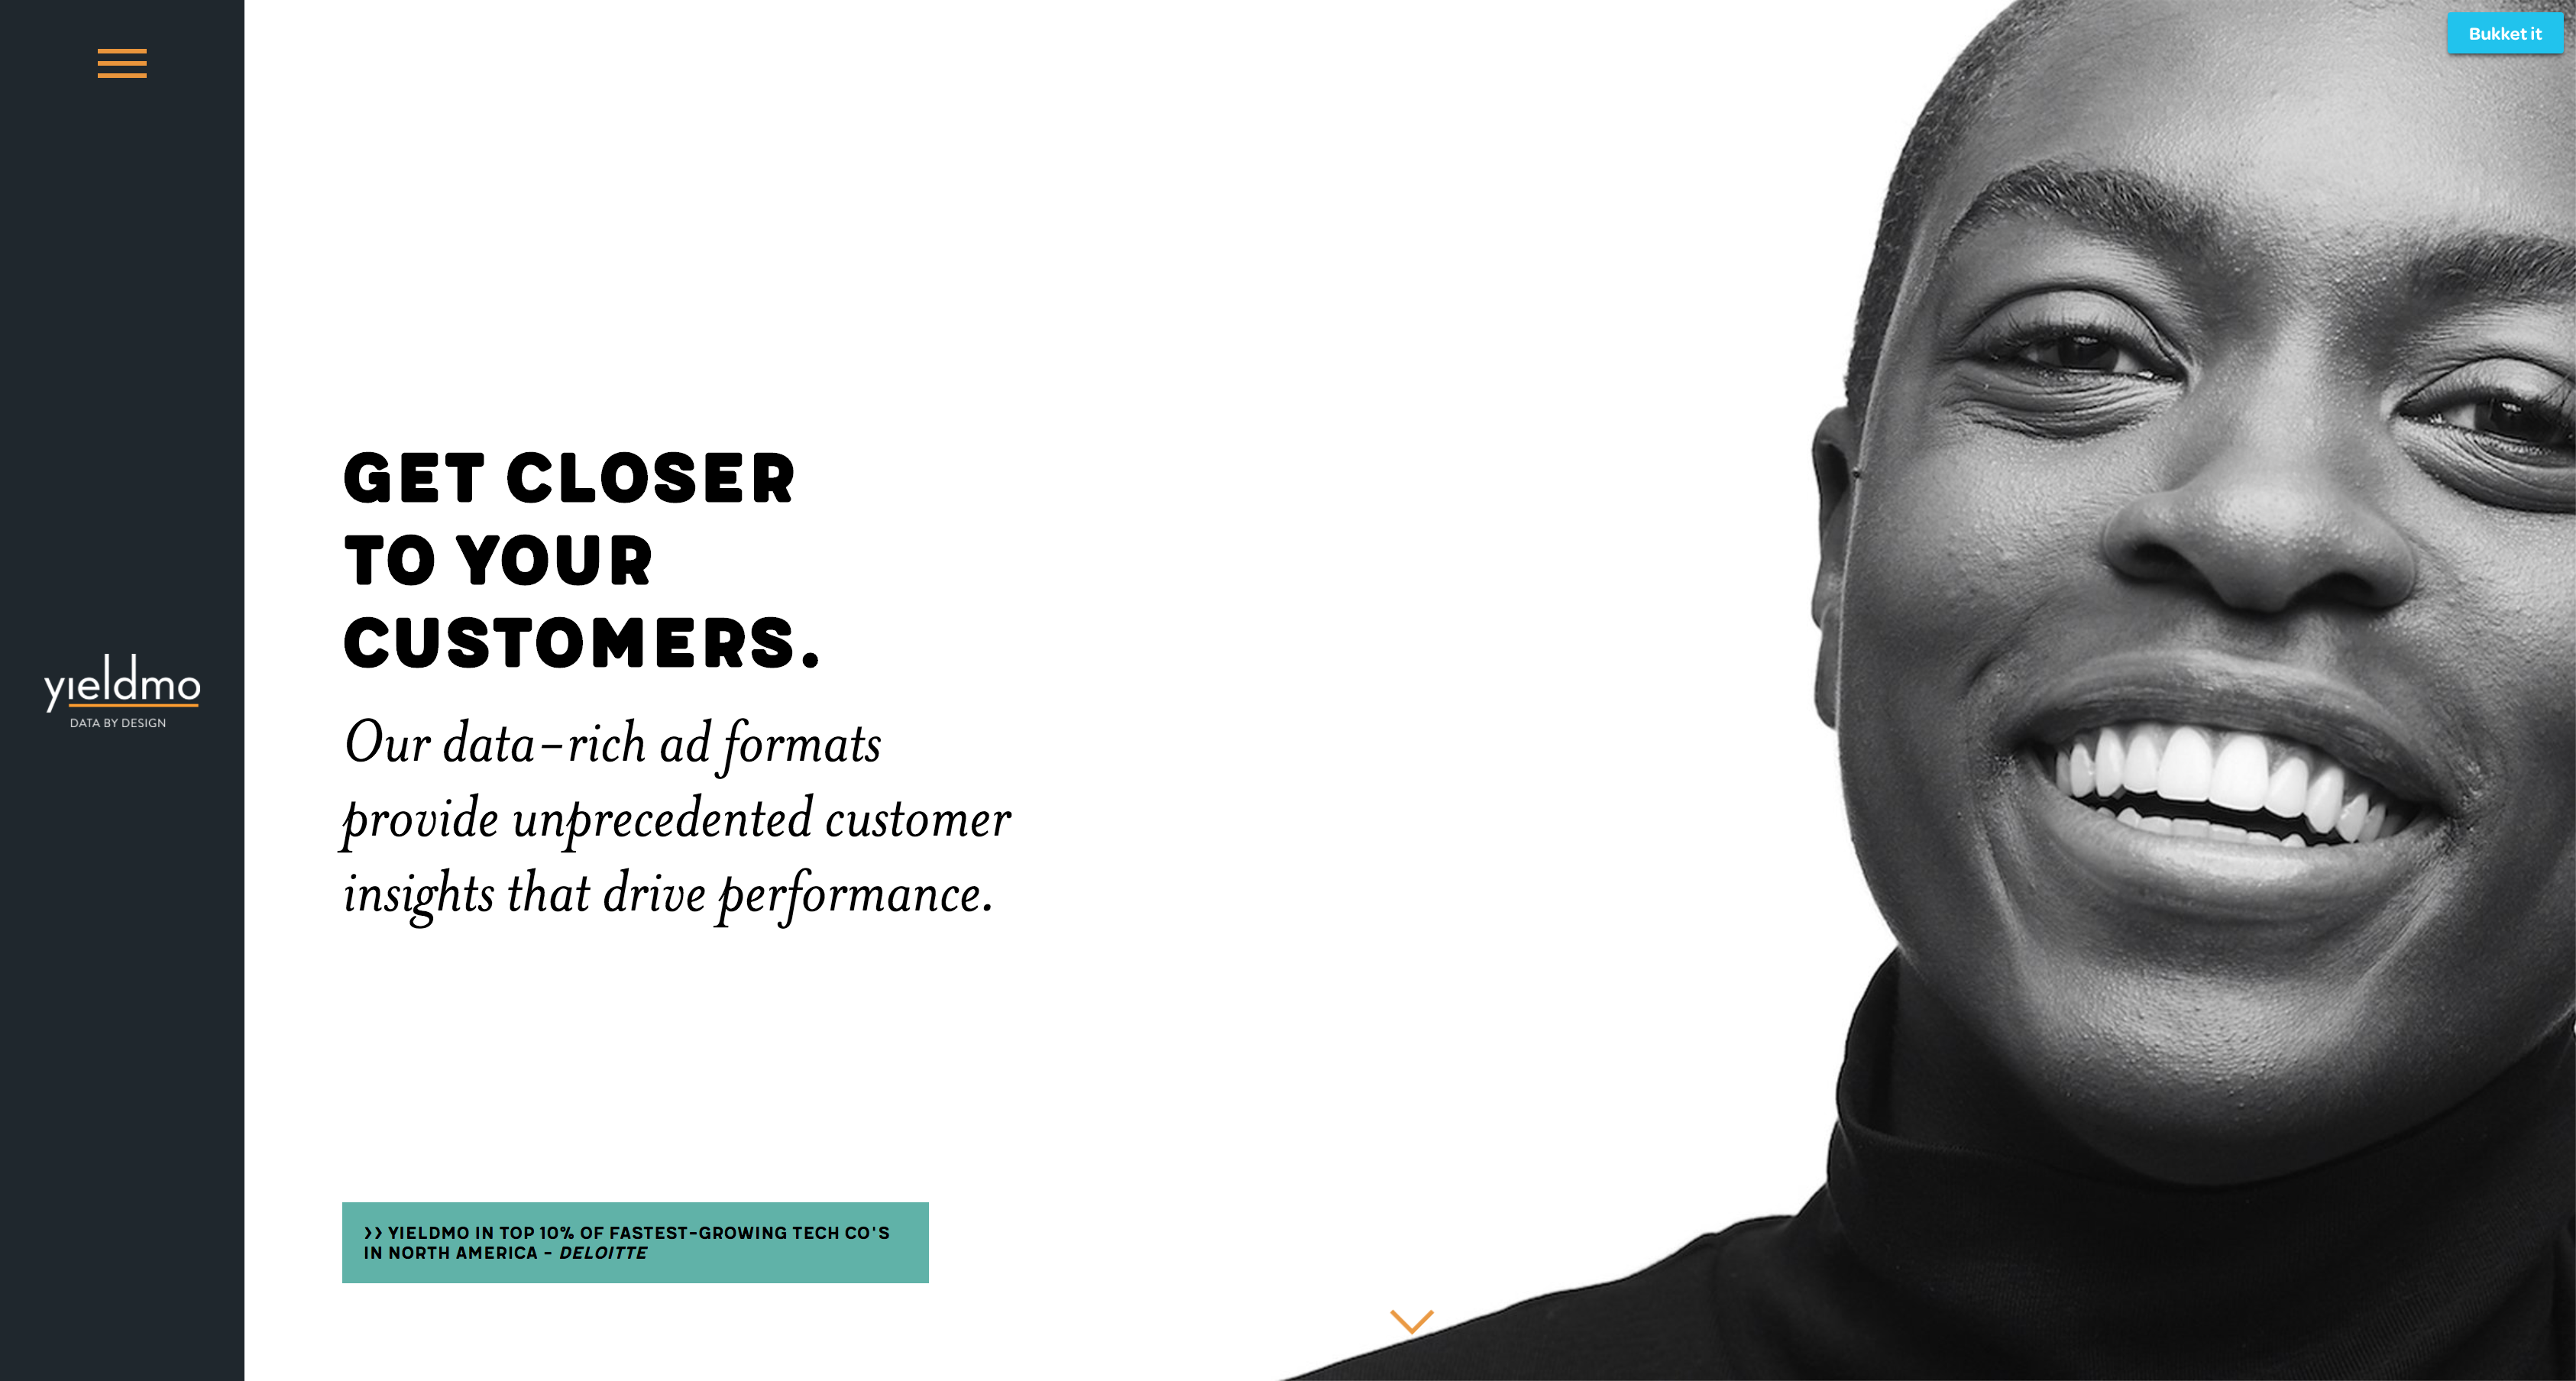 Bukket it
GET CLOSER
TO YOUR
CUSTOMERS.
yieldmo
DATA BY DESIGN
Our data-rich ad formats
provide unprecedented customer
insights that drive performance.
>> YIELDMO IN TOP 10% OF FASTEST-GROWING TECH CO'S
IN NORTH AMERICA - DELOITTE